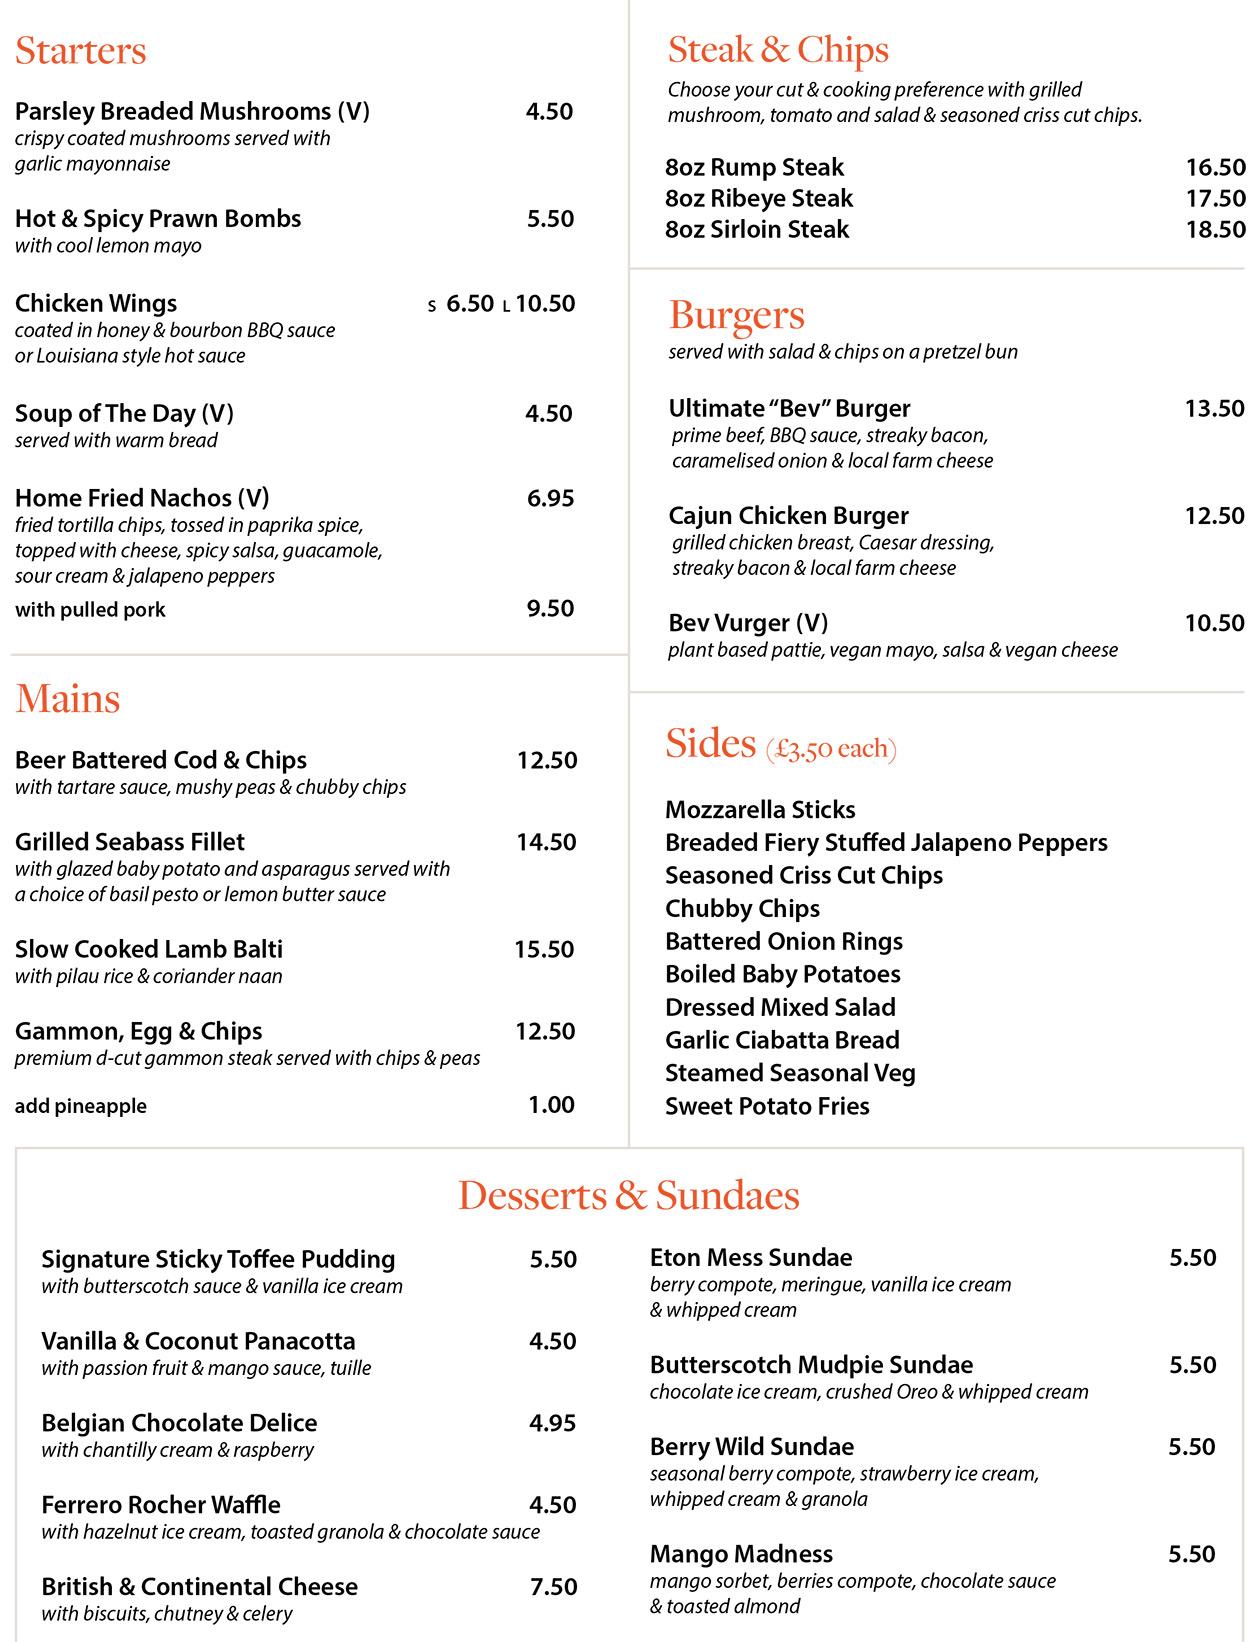 Starters
Parsley Breaded Mushrooms (V) 4.50
crispy coated mushrooms served with
garlic mayonnaise
Hot & Spicy Prawn Bombs 5.50
with cool lemon mayo
Chicken Wings S 6.50 L 10.50
coated in honey & bourbon BBQ sauce
or Louisiana style hot sauce
Soup of The Day (V) 4.50
served with warm bread
Home Fried Nachos (V) 6.95
fried tortilla chips, tossed in paprika spice,
topped with cheese, spicy salsa, guacamole,
sour cream & jalapeno peppers
with pulled pork 9.50
Mains
Beer Battered Cod & Chips 12.50
with tartare sauce, mushy peas & chubby chips
Grilled Seabass Fillet 14.50
with glazed baby potato and asparagus served with
a choice of basil pesto or lemon butter sauce
Slow Cooked Lamb Balti 15.50
with pilau rice & coriander naan
Gammon, Egg & Chips 12.50
premium d-cut gammon steak served with chips & peas
add pineapple 1.00
Steak & Chips
Choose your cut & cooking preference with grilled
mushroom, tomato and salad & seasoned criss cut chips.
8oz Rump Steak 16.50
8oz Ribeye Steak 17.50
8oz Sirloin Steak 18.50
Burgers
served with salad & chips on a pretzel bun
Ultimate “Bev” Burger 13.50
prime beef, BBQ sauce, streaky bacon,
caramelised onion & local farm cheese
Cajun Chicken Burger 12.50
grilled chicken breast, Caesar dressing,
streaky bacon & local farm cheese
Bev Vurger (V) 10.50
plant based pattie, vegan mayo, salsa & vegan cheese
Sides (£3.50 each)
Mozzarella Sticks
Breaded Fiery Stuffed Jalapeno Peppers
Seasoned Criss Cut Chips
Chubby Chips
Battered Onion Rings
Boiled Baby Potatoes
Dressed Mixed Salad
Garlic Ciabatta Bread
Steamed Seasonal Veg
Sweet Potato Fries
Desserts & Sundaes
Signature Sticky Toffee Pudding 5.50
with butterscotch sauce & vanilla ice cream
Vanilla & Coconut Panacotta 4.50
with passion fruit & mango sauce, tuille
Belgian Chocolate Delice 4.95
with chantilly cream & raspberry
Ferrero Rocher Waffle 4.50
with hazelnut ice cream, toasted granola & chocolate sauce
British & Continental Cheese 7.50
with biscuits, chutney & celery
Eton Mess Sundae 5.50
berry compote, meringue, vanilla ice cream
& whipped cream
Butterscotch Mudpie Sundae 5.50
chocolate ice cream, crushed Oreo & whipped cream
Berry Wild Sundae 5.50
seasonal berry compote, strawberry ice cream,
whipped cream & granola
Mango Madness 5.50
mango sorbet, berries compote, chocolate sauce
& toasted almond